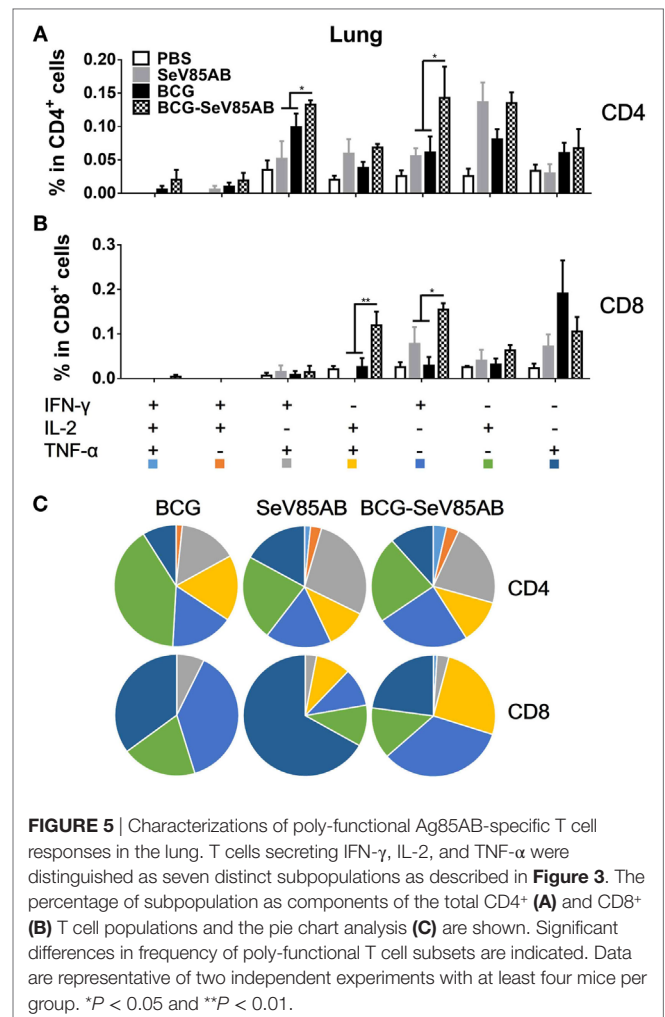 A
Lung
0.20
0.15
0.10
0.05
0.00
% in CD4+ cells
PBS
SeV85AB
BCG
BCG-SeV85AB
*
*
CD4
B
0.3
0.2
0.1
0.0
% in CD8+ cells
**
*
CD8
IFN-γ + + + - + - -
IL-2 + + - + - + -
TNF-α + - + + - - +
C
BCG SeV85AB BCG-SeV85AB
CD4
CD8
FIGURE 5 | Characterizations of poly-functional Ag85AB-specific T cell
responses in the lung. T cells secreting IFN-γ, IL-2, and TNF-α were
distinguished as seven distinct subpopulations as described in Figure 3. The
percentage of subpopulation as components of the total CD4+ (A) and CD8+
(B) T cell populations and the pie chart analysis (C) are shown. Significant
differences in frequency of poly-functional T cell subsets are indicated. Data
are representative of two independent experiments with at least four mice per
group. *P < 0.05 and **P < 0.01.